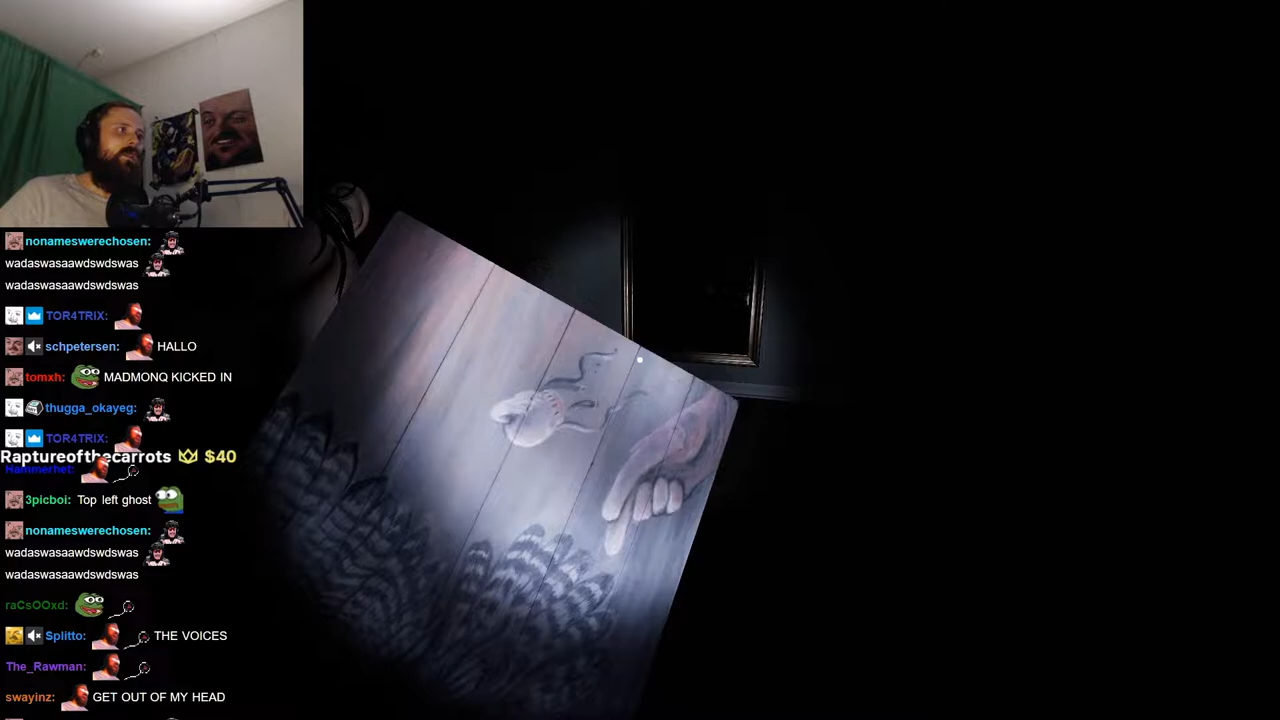 nonameswerechosen:
wadaswasaawdswdswas
wadaswasaawdswdswas
TOR4TRIX:
schpetersen: HALLO
tomxh: MADMONQ KICKED IN
thugga_okayeg:
TOR4TRIX:
Raptureofthecarrots $40
Hammerhet:
3picboi: Top left ghost
nonameswerechosen:
wadaswasaawdswdswas
wadaswasaawdswdswas
raCsOOxd:
Splitto: THE VOICES
The_Rawman:
swayinz: GET OUT OF MY HEAD